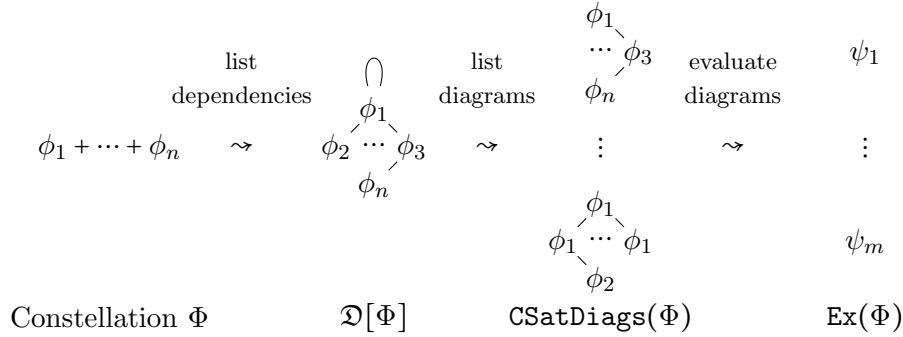 ϕ₁
list list ⋯ ϕ₃ evaluate ψ₁
dependencies ϕ₁ diagrams ϕₙ diagrams
ϕ₁ + ⋯ + ϕₙ ⇝ ϕ₂ ⋯ ϕ₃ ⇝ ⋮ ⇝ ⋮
ϕₙ
ϕ₁
ϕ₁ ⋯ ϕ₁ ψₘ
ϕ₂
Constellation Φ 𝔇[Φ] CSatDiags(Φ) Ex(Φ)